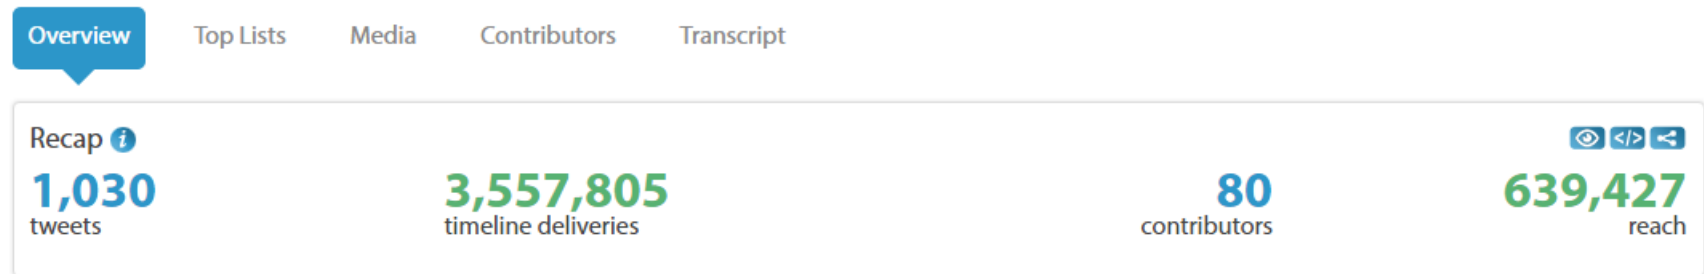 Overview Top Lists Media Contributors Transcript
Recap i </>
1,030 3,557,805 80 639,427
tweets timeline deliveries contributors reach